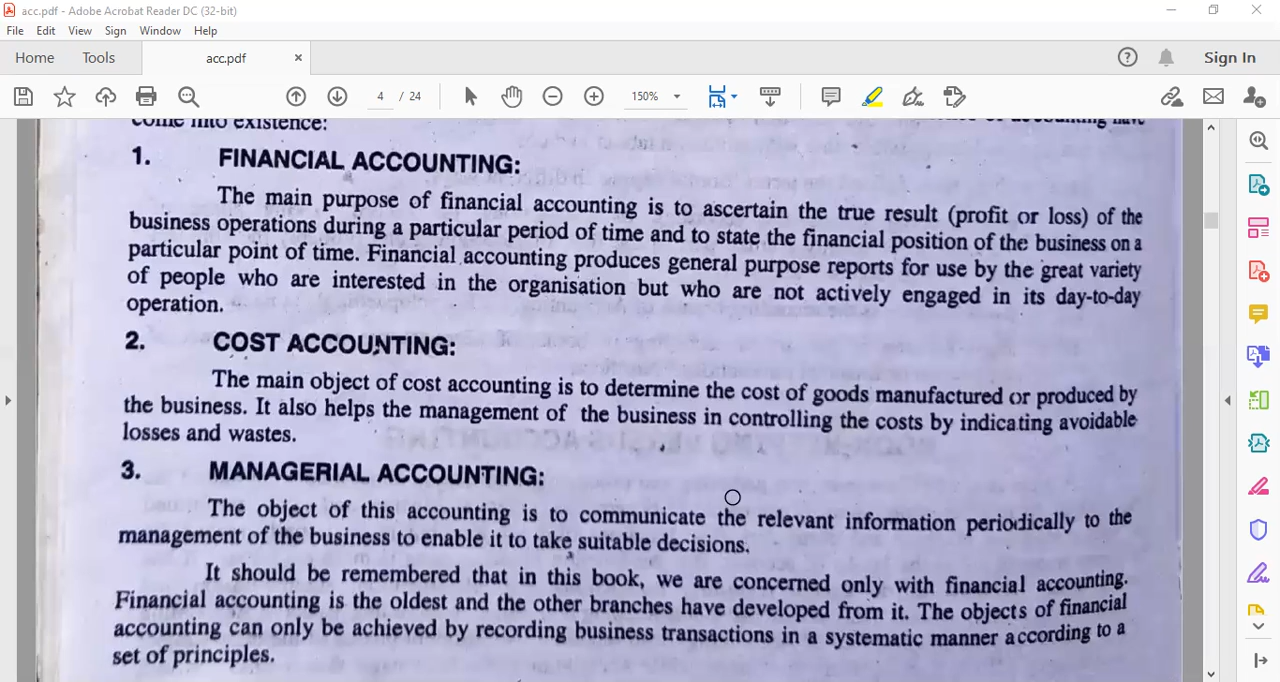 acc.pdf - Adobe Acrobat Reader DC (32-bit)
File Edit View Sign Window Help
Home Tools acc.pdf × Sign In
4 / 24 150%
come into existence: of accounting have
1. FINANCIAL ACCOUNTING:
The main purpose of financial accounting is to ascertain the true result (profit or loss) of the
business operations during a particular period of time and to state the financial position of the business on a
particular point of time. Financial accounting produces general purpose reports for use by the great variety
of people who are interested in the organisation but who are not actively engaged in its day-to-day
operation.
2. COST ACCOUNTING:
The main object of cost accounting is to determine the cost of goods manufactured or produced by
the business. It also helps the management of the business in controlling the costs by indicating avoidable
losses and wastes.
3. MANAGERIAL ACCOUNTING:
The object of this accounting is to communicate the relevant information periodically to the
management of the business to enable it to take suitable decisions.
It should be remembered that in this book, we are concerned only with financial accounting.
Financial accounting is the oldest and the other branches have developed from it. The objects of financial
accounting can only be achieved by recording business transactions in a systematic manner according to a
set of principles.